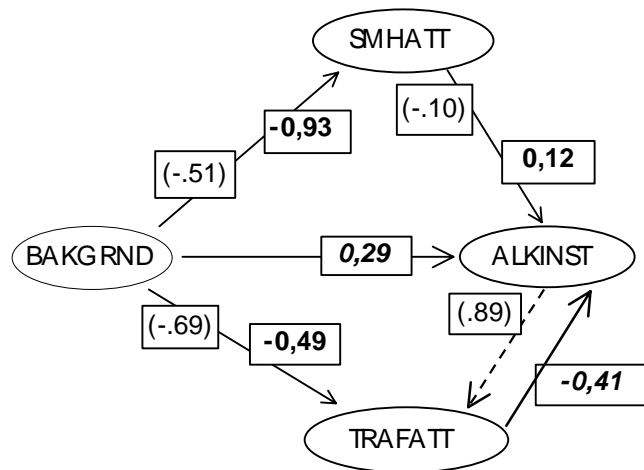 SMHATT
(-.10)
-0,93
0,12
(-.51)
BAKGRND
0,29
ALKINST
(-.69)
(.89)
-0,49
-0,41
TRAFATT